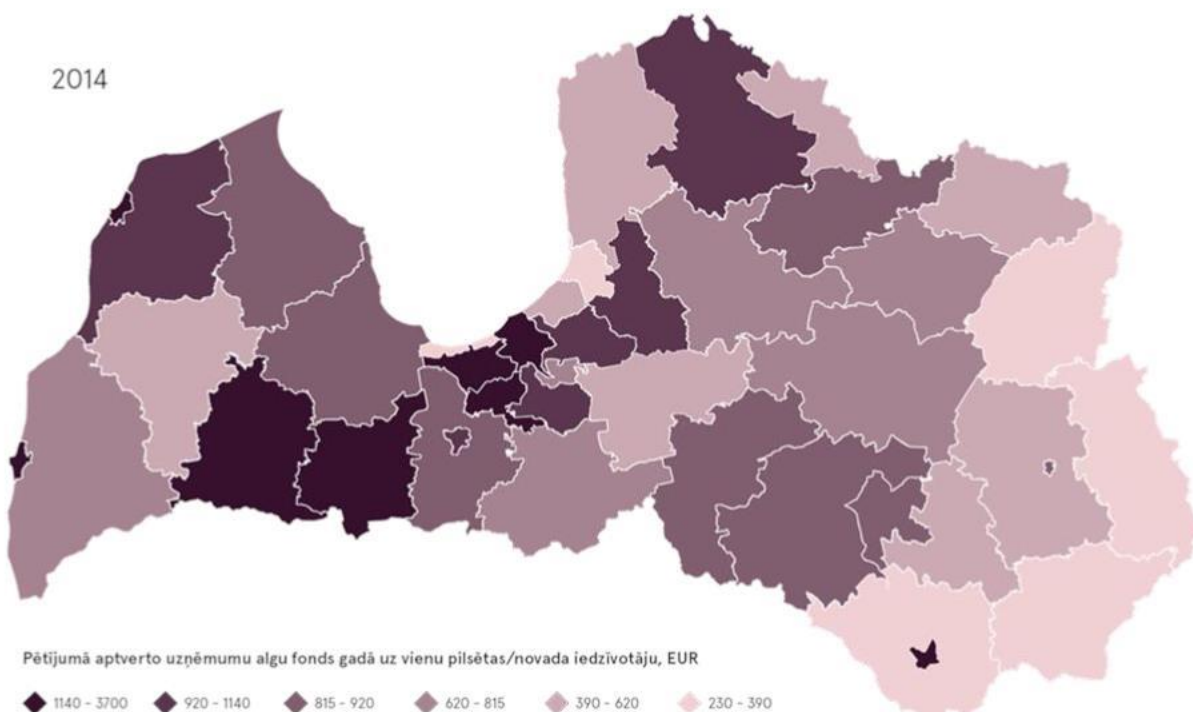 2014
Pētījumā aptverto uzņēmumu algu fonds gadā uz vienu pilsētas/novada iedzīvotāju, EUR
1140 - 3700 920 - 1140 815 - 920 620 - 815 390 - 620 230 - 390